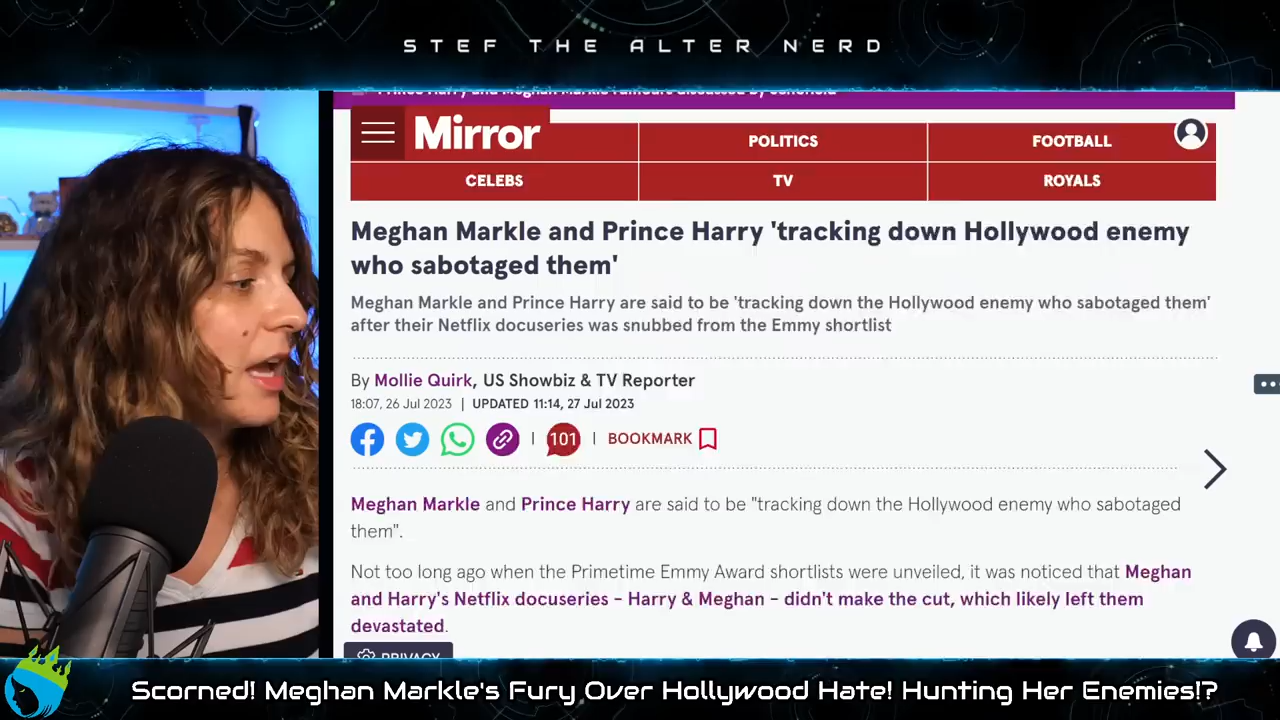 STEF THE ALTER NERD
Mirror
POLITICS
FOOTBALL
CELEBS
TV
ROYALS
Meghan Markle and Prince Harry 'tracking down Hollywood enemy
who sabotaged them'
Meghan Markle and Prince Harry are said to be 'tracking down the Hollywood enemy who sabotaged them'
after their Netflix docuseries was snubbed from the Emmy shortlist
By Mollie Quirk, US Showbiz & TV Reporter
18:07, 26 Jul 2023 | UPDATED 11:14, 27 Jul 2023
101 | BOOKMARK
Meghan Markle and Prince Harry are said to be "tracking down the Hollywood enemy who sabotaged
them".
Not too long ago when the Primetime Emmy Award shortlists were unveiled, it was noticed that Meghan
and Harry's Netflix docuseries - Harry & Meghan - didn't make the cut, which likely left them
devastated.
PRIVACY
Scorned! Meghan Markle's Fury Over Hollywood Hate! Hunting Her Enemies!?